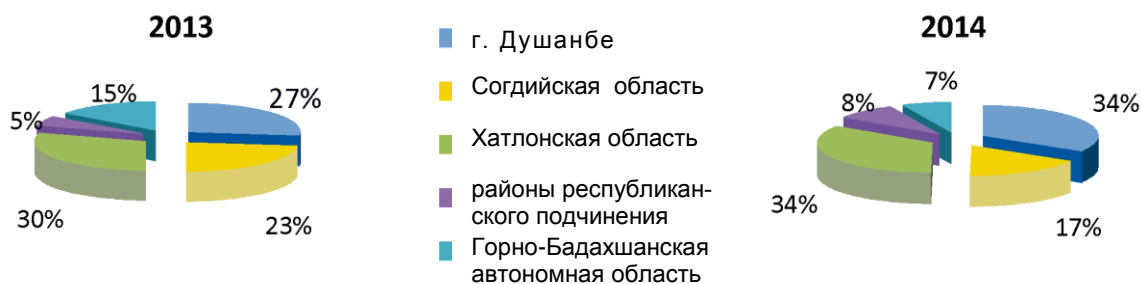 2013
15%
27%
5%
30%
23%
г. Душанбе
Согдийская область
Хатлонская область
районы республикан-
ского подчинения
Горно-Бадахшанская
автономная область
2014
7%
8%
34%
34%
17%